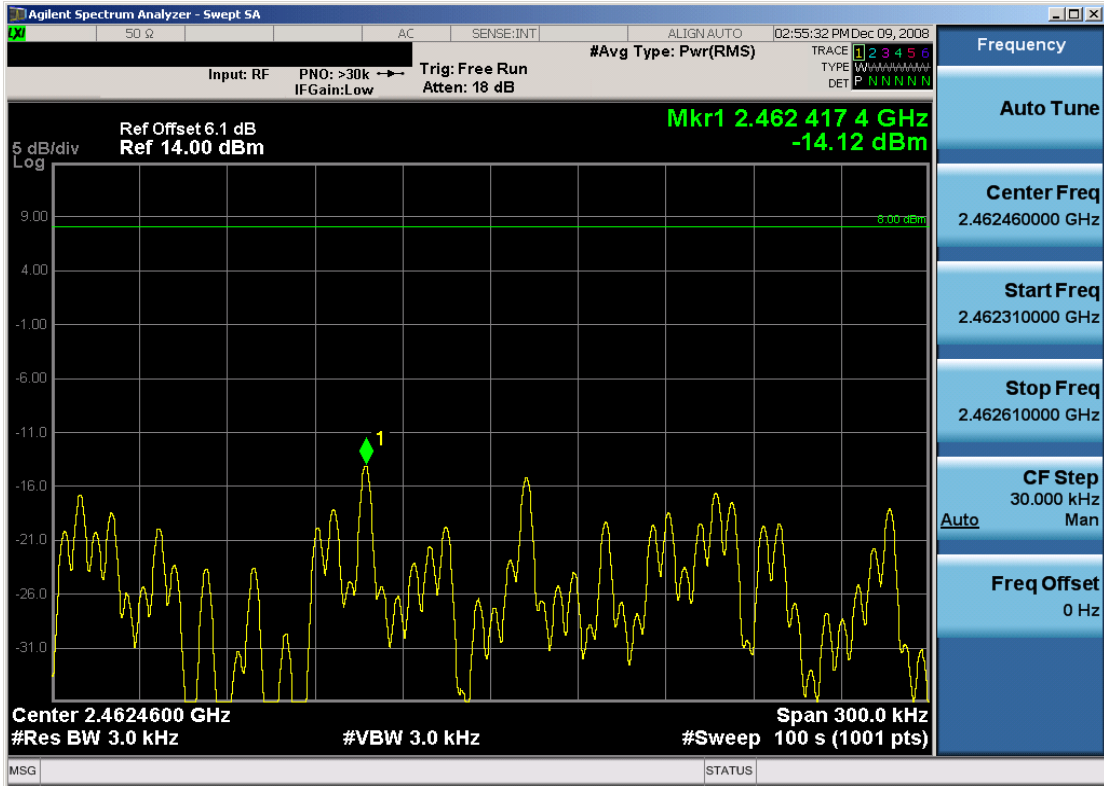 Agilent Spectrum Analyzer - Swept SA
LXI 50 Ω AC SENSE:INT ALIGN AUTO 02:55:32 PM Dec 09, 2008
Input: RF PNO: >30k IFGain:Low
Trig: Free Run
Atten: 18 dB
#Avg Type: Pwr(RMS)
TRACE 1 2 3 4 5 6
TYPE W
DET P N N N N N
Mkr1 2.462 417 4 GHz
-14.12 dBm
Ref Offset 6.1 dB
5 dB/div Ref 14.00 dBm
Log
9.00
8.00 dBm
4.00
-1.00
-6.00
-11.0
1
-16.0
-21.0
-26.0
-31.0
Center 2.4624600 GHz Span 300.0 kHz
#Res BW 3.0 kHz #VBW 3.0 kHz #Sweep 100 s (1001 pts)
MSG STATUS
Frequency
Auto Tune
Center Freq
2.462460000 GHz
Start Freq
2.462310000 GHz
Stop Freq
2.462610000 GHz
CF Step
30.000 kHz
Auto Man
Freq Offset
0 Hz